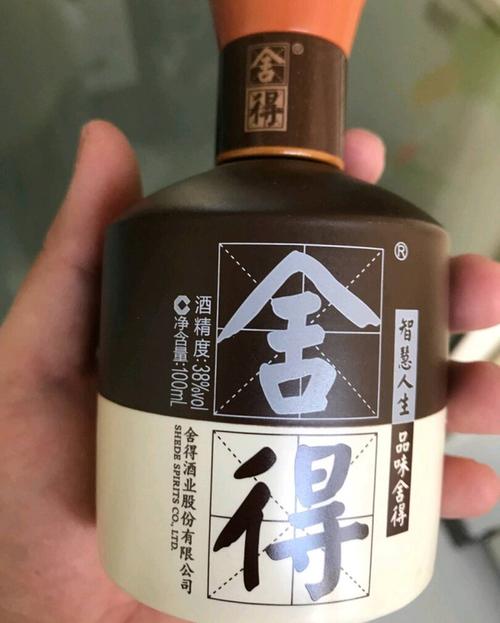 舍得®
舍®
得
智慧人生 品味舍得
酒精度:38%vol
净含量:100mL
舍得酒业股份有限公司
SHEDE SPIRITS CO., LTD.